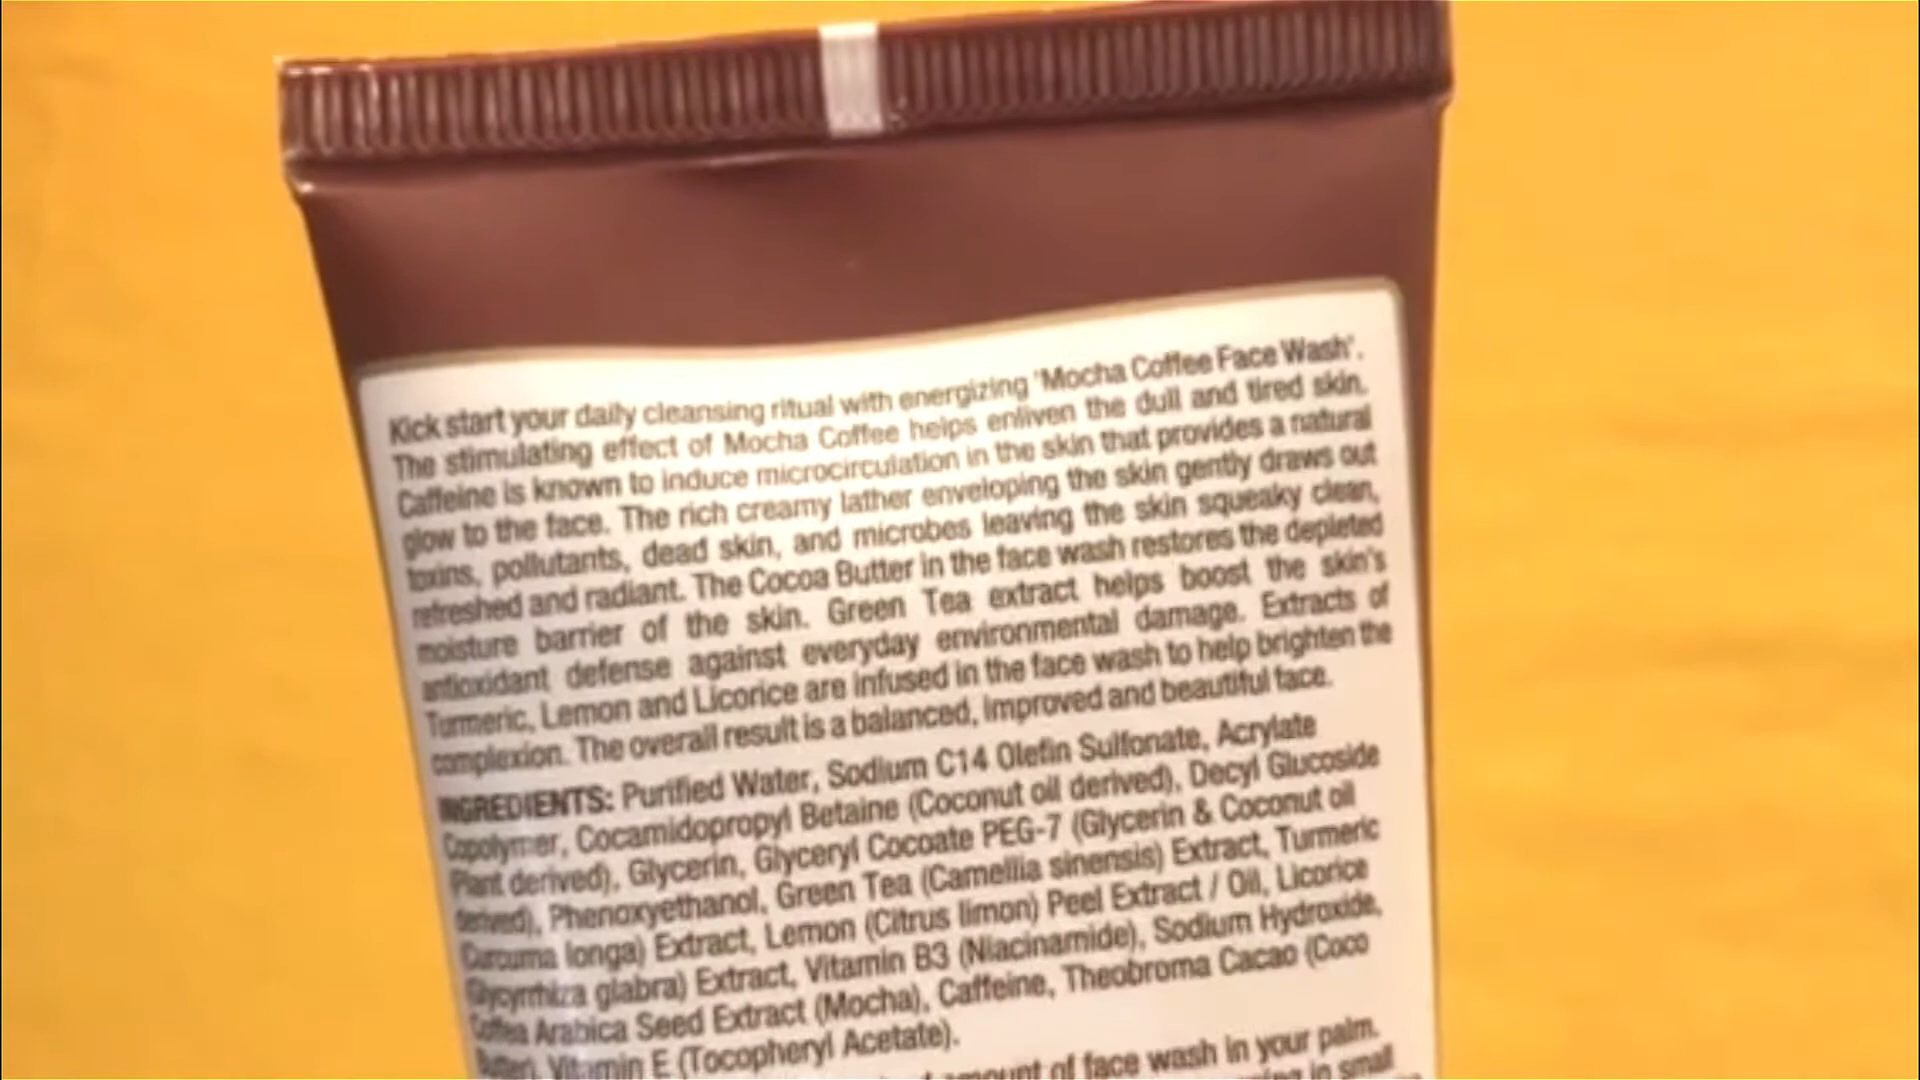 Kick start your daily cleansing ritual with energizing 'Mocha Coffee Face Wash'.
The stimulating effect of Mocha Coffee helps enliven the dull and tired skin.
Caffeine is known to induce microcirculation in the skin that provides a natural
glow to the face. The rich creamy lather enveloping the skin gently draws out
toxins, pollutants, dead skin, and microbes leaving the skin squeaky clean,
refreshed and radiant. The Cocoa Butter in the face wash restores the depleted
moisture barrier of the skin. Green Tea extract helps boost the skin's
antioxidant defense against everyday environmental damage. Extracts of
Turmeric, Lemon and Licorice are infused in the face wash to help brighten the
complexion. The overall result is a balanced, improved and beautiful face.
INGREDIENTS: Purified Water, Sodium C14 Olefin Sulfonate, Acrylate
Copolymer, Cocamidopropyl Betaine (Coconut oil derived), Decyl Glucoside
Plant derived), Glycerin, Glyceryl Cocoate PEG-7 (Glycerin & Coconut oil
derived), Phenoxyethanol, Green Tea (Camellia sinensis) Extract, Turmeric
Curcuma longa) Extract, Lemon (Citrus limon) Peel Extract / Oil, Licorice
Glycyrrhiza glabra) Extract, Vitamin B3 (Niacinamide), Sodium Hydroxide,
Coffea Arabica Seed Extract (Mocha), Caffeine, Theobroma Cacao (Coco
Butter), Vitamin E (Tocopheryl Acetate).
amount of face wash in your palm.
in small